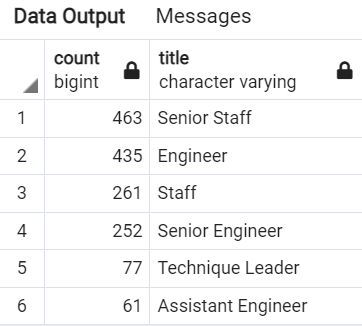 Data Output Messages
count title
bigint character varying
1 463 Senior Staff
2 435 Engineer
3 261 Staff
4 252 Senior Engineer
5 77 Technique Leader
6 61 Assistant Engineer